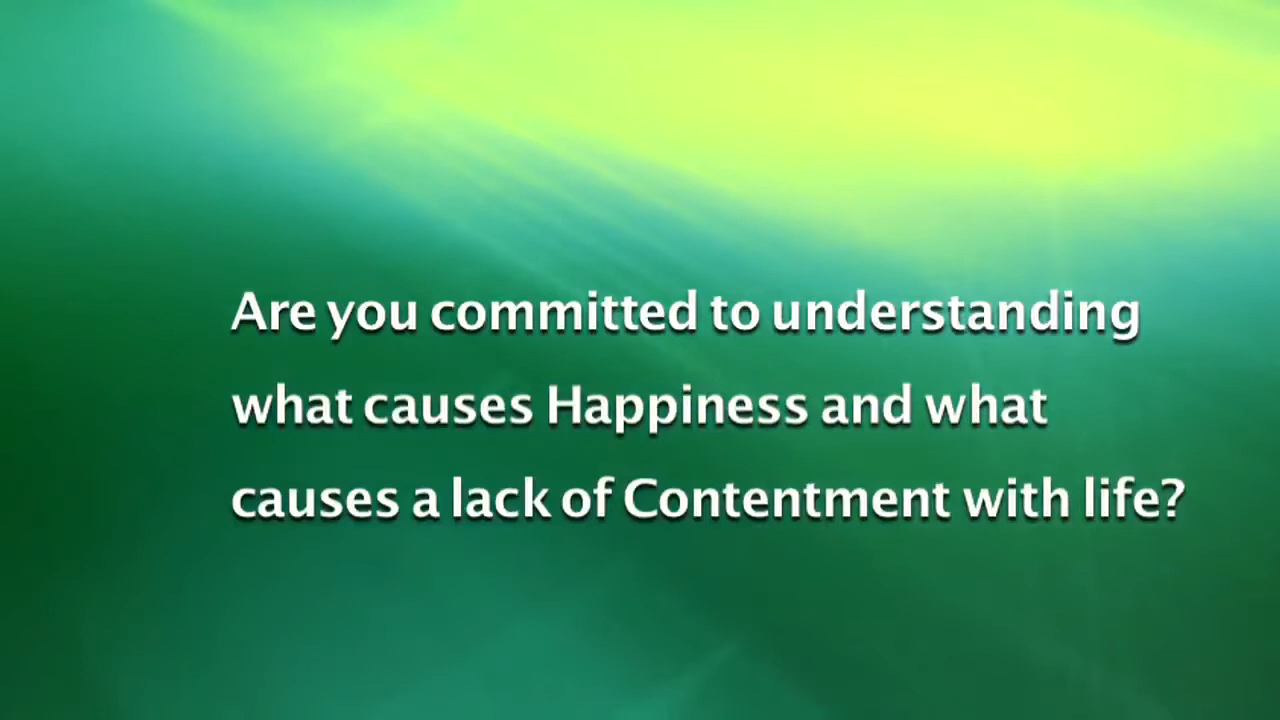 Are you committed to understanding
what causes Happiness and what
causes a lack of Contentment with life?